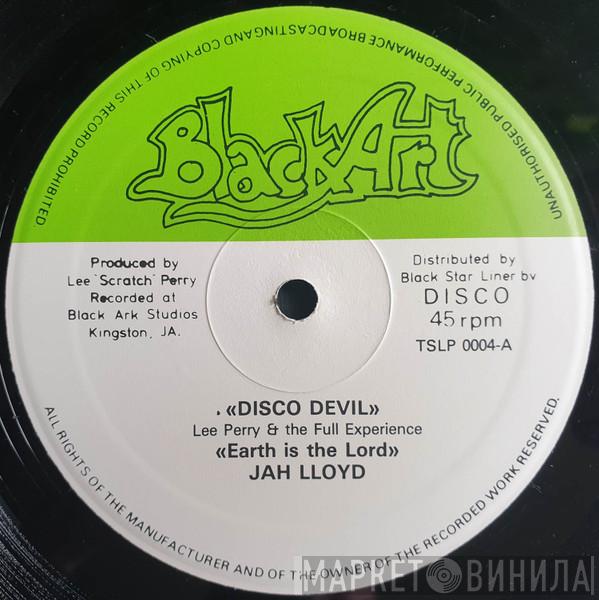 UNAUTHORISED PUBLIC PERFORMANCE BROADCASTING AND COPYING OF THIS RECORD PROHIBITED.
Black Art
Produced by
Lee "Scratch" Perry
Recorded at
Black Ark Studios
Kingston, JA.
Distributed by
Black Star Liner bv
DISCO
45 rpm
TSLP 0004-A
«DISCO DEVIL»
Lee Perry & the Full Experience
«Earth is the Lord»
JAH LLOYD
ALL RIGHTS OF THE MANUFACTURER AND OF THE OWNER OF THE RECORDED WORK RESERVED.
МАРКЕТ ВИНИЛА